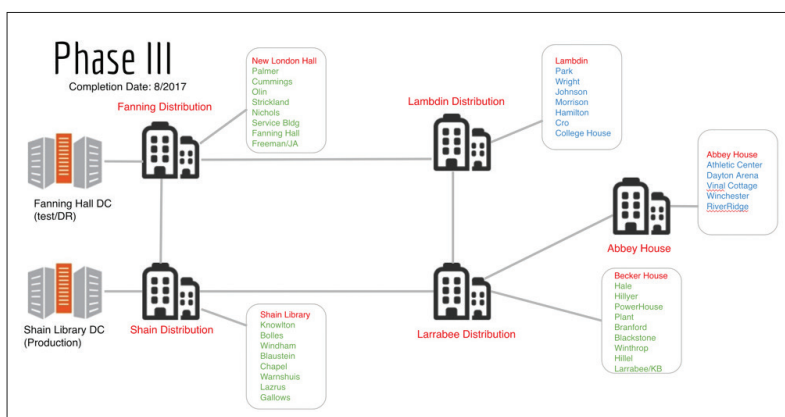 Phase III
Completion Date: 8/2017
Fanning Distribution
New London Hall
Palmer
Cummings
Olin
Strickland
Nichols
Service Bldg
Fanning Hall
Freeman/JA
Lambdin Distribution
Lambdin
Park
Wright
Johnson
Morrison
Hamilton
Cro
College House
Abbey House
Athletic Center
Dayton Arena
Vinal Cottage
Winchester
RiverRidge
Fanning Hall DC
(test/DR)
Abbey House
Shain Library DC
(Production)
Shain Distribution
Shain Library
Knowlton
Bolles
Windham
Blaustein
Chapel
Warnshuis
Lazrus
Gallows
Larrabee Distribution
Becker House
Hale
Hillyer
PowerHouse
Plant
Branford
Blackstone
Winthrop
Hillel
Larrabee/KB